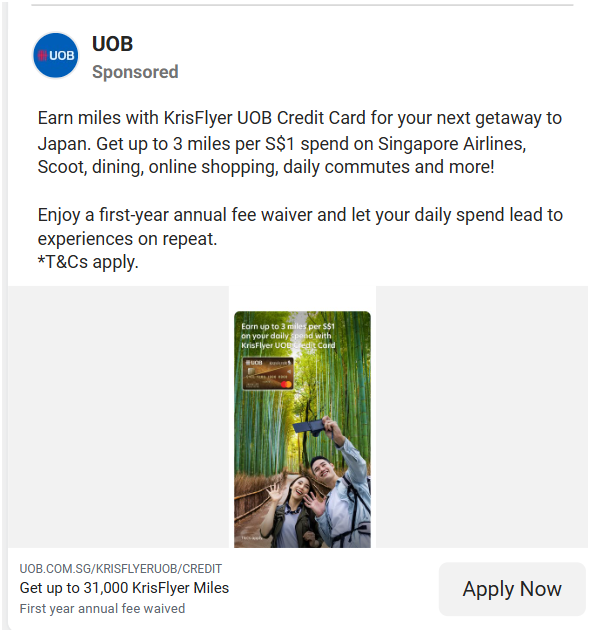 UOB
UOB
Sponsored
Earn miles with KrisFlyer UOB Credit Card for your next getaway to
Japan. Get up to 3 miles per S$1 spend on Singapore Airlines,
Scoot, dining, online shopping, daily commutes and more!
Enjoy a first-year annual fee waiver and let your daily spend lead to
experiences on repeat.
*T&Cs apply.
Earn up to 3 miles per S$1
on your daily spend with
KrisFlyer UOB Credit Card
UOB
UOB.COM.SG/KRISFLYERUOB/CREDIT
Get up to 31,000 KrisFlyer Miles
First year annual fee waived
Apply Now